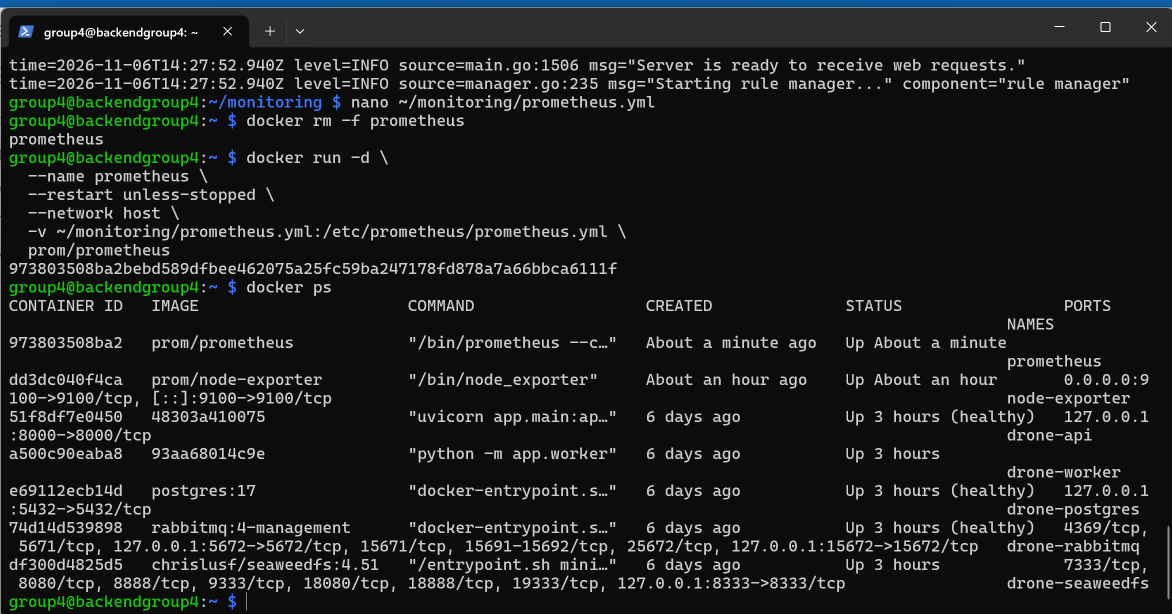 group4@backendgroup4: ~
time=2026-11-06T14:27:52.940Z level=INFO source=main.go:1506 msg="Server is ready to receive web requests."
time=2026-11-06T14:27:52.940Z level=INFO source=manager.go:235 msg="Starting rule manager..." component="rule manager"
group4@backendgroup4:~/monitoring $ nano ~/monitoring/prometheus.yml
group4@backendgroup4:~ $ docker rm -f prometheus
prometheus
group4@backendgroup4:~ $ docker run -d \
  --name prometheus \
  --restart unless-stopped \
  --network host \
  -v ~/monitoring/prometheus.yml:/etc/prometheus/prometheus.yml \
  prom/prometheus
973803508ba2bebd589dfbee462075a25fc59ba247178fd878a7a66bbca6111f
group4@backendgroup4:~ $ docker ps
CONTAINER ID   IMAGE                      COMMAND                  CREATED              STATUS                 PORTS
NAMES
973803508ba2   prom/prometheus            "/bin/prometheus --c…"   About a minute ago   Up About a minute
prometheus
dd3dc040f4ca   prom/node-exporter         "/bin/node_exporter"     About an hour ago    Up About an hour       0.0.0.0:9
100->9100/tcp, [::]:9100->9100/tcp   node-exporter
51f8df7e0450   48303a410075               "uvicorn app.main:ap…"   6 days ago           Up 3 hours (healthy)   127.0.0.1
:8000->8000/tcp   drone-api
a500c90eaba8   93aa68014c9e               "python -m app.worker"   6 days ago           Up 3 hours
drone-worker
e69112ecb14d   postgres:17                "docker-entrypoint.s…"   6 days ago           Up 3 hours (healthy)   127.0.0.1
:5432->5432/tcp   drone-postgres
74d14d539898   rabbitmq:4-management      "docker-entrypoint.s…"   6 days ago           Up 3 hours (healthy)   4369/tcp,
 5671/tcp, 127.0.0.1:5672->5672/tcp, 15671/tcp, 15691-15692/tcp, 25672/tcp, 127.0.0.1:15672->15672/tcp   drone-rabbitmq
df300d4825d5   chrislusf/seaweedfs:4.51   "/entrypoint.sh mini…"   6 days ago           Up 3 hours             7333/tcp,
 8080/tcp, 8888/tcp, 9333/tcp, 18080/tcp, 18888/tcp, 19333/tcp, 127.0.0.1:8333->8333/tcp   drone-seaweedfs
group4@backendgroup4:~ $